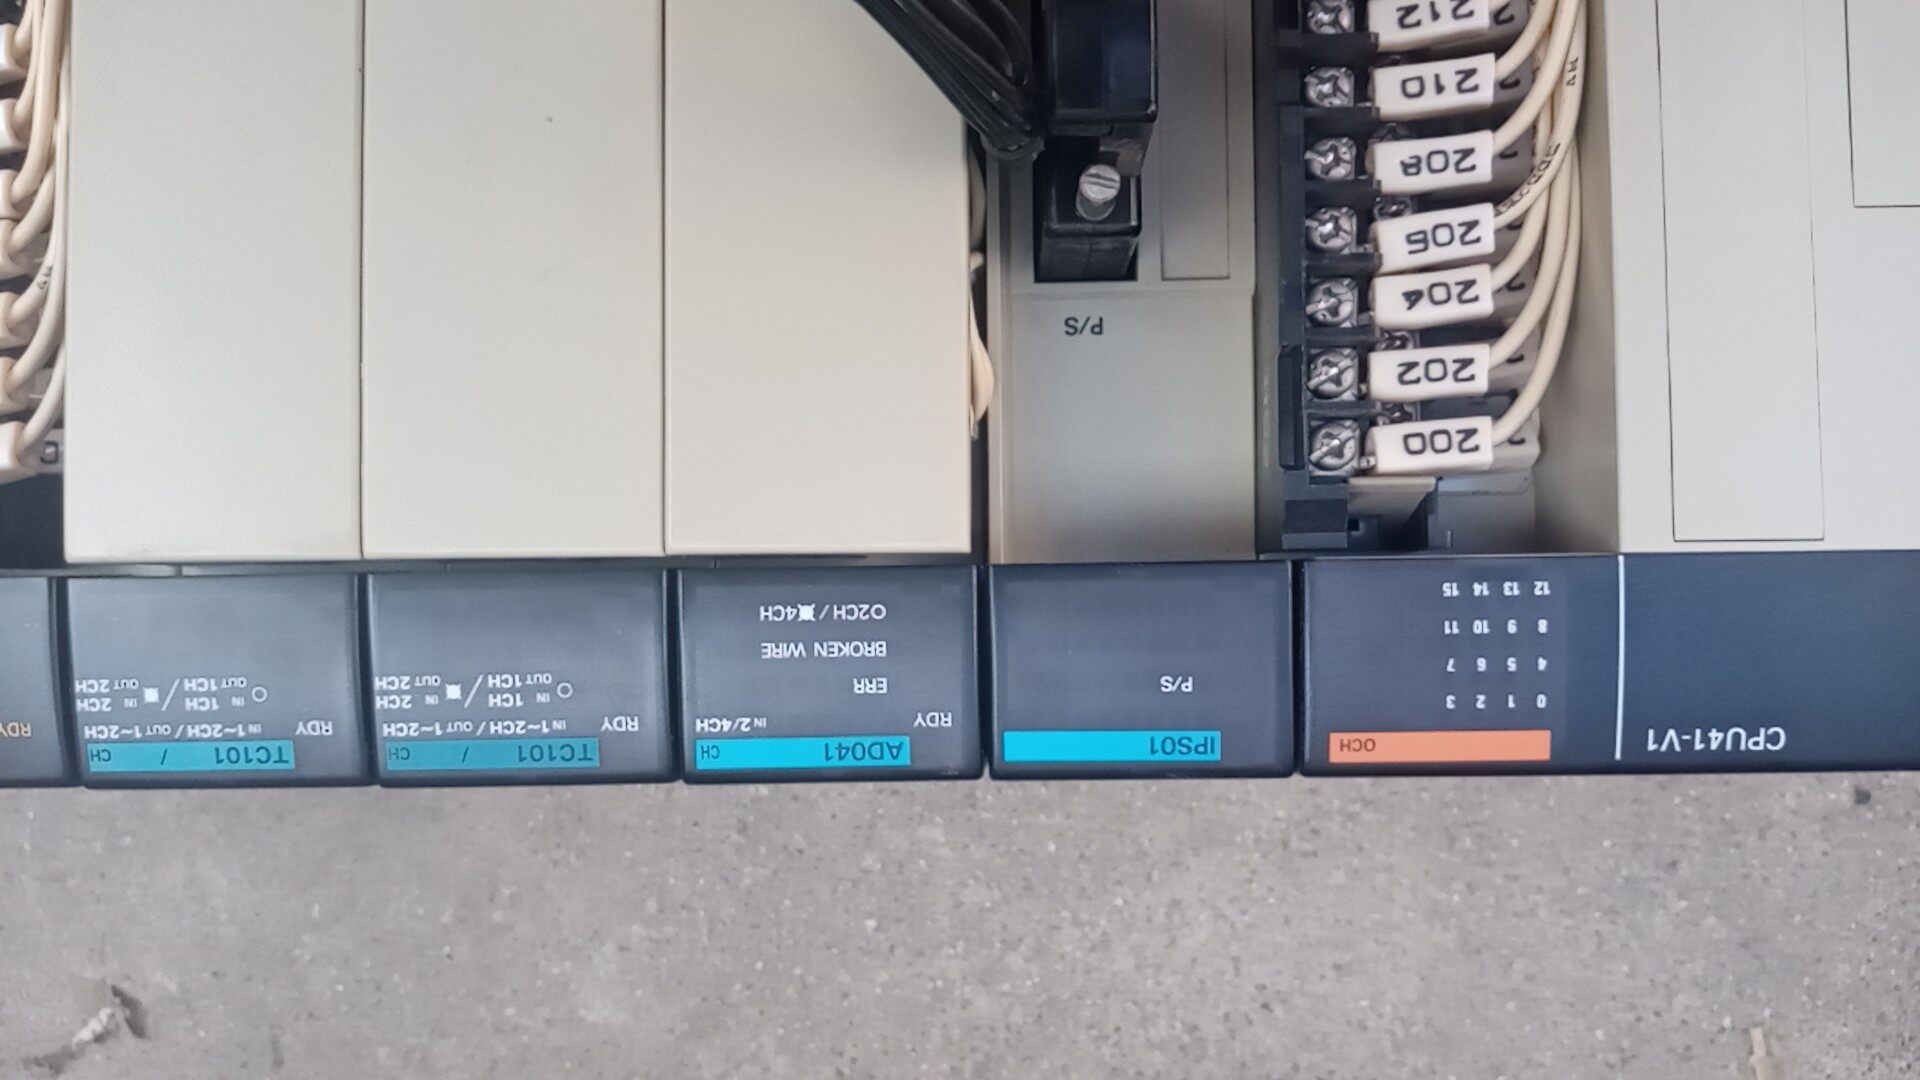 CPU41-V1
0CH
0 1 2 3
4 5 6 7
8 9 10 11
12 13 14 15
IPS01
P/S
AD041 CH
RDY IN 2/4CH
ERR
BROKEN WIRE
O2CH / ※4CH
TC101 / CH
RDY IN 1~2CH / OUT 1~2CH
○ IN 1CH / ※ IN 2CH
OUT 1CH OUT 2CH
TC101 / CH
RDY IN 1~2CH / OUT 1~2CH
○ IN 1CH / ※ IN 2CH
OUT 1CH OUT 2CH
RDY
200
202
204
206
208
210
212
P/S